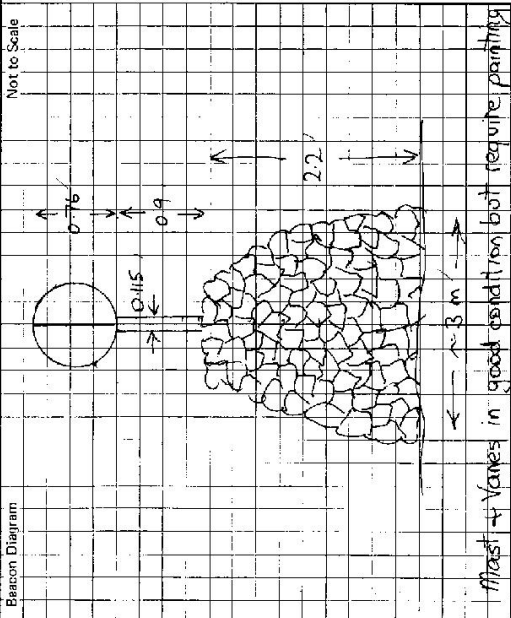 Beacon Diagram
Not to Scale
0.76
0.9
0.115
2.2
~3 m
Mast + Vanes in good condition but require painting